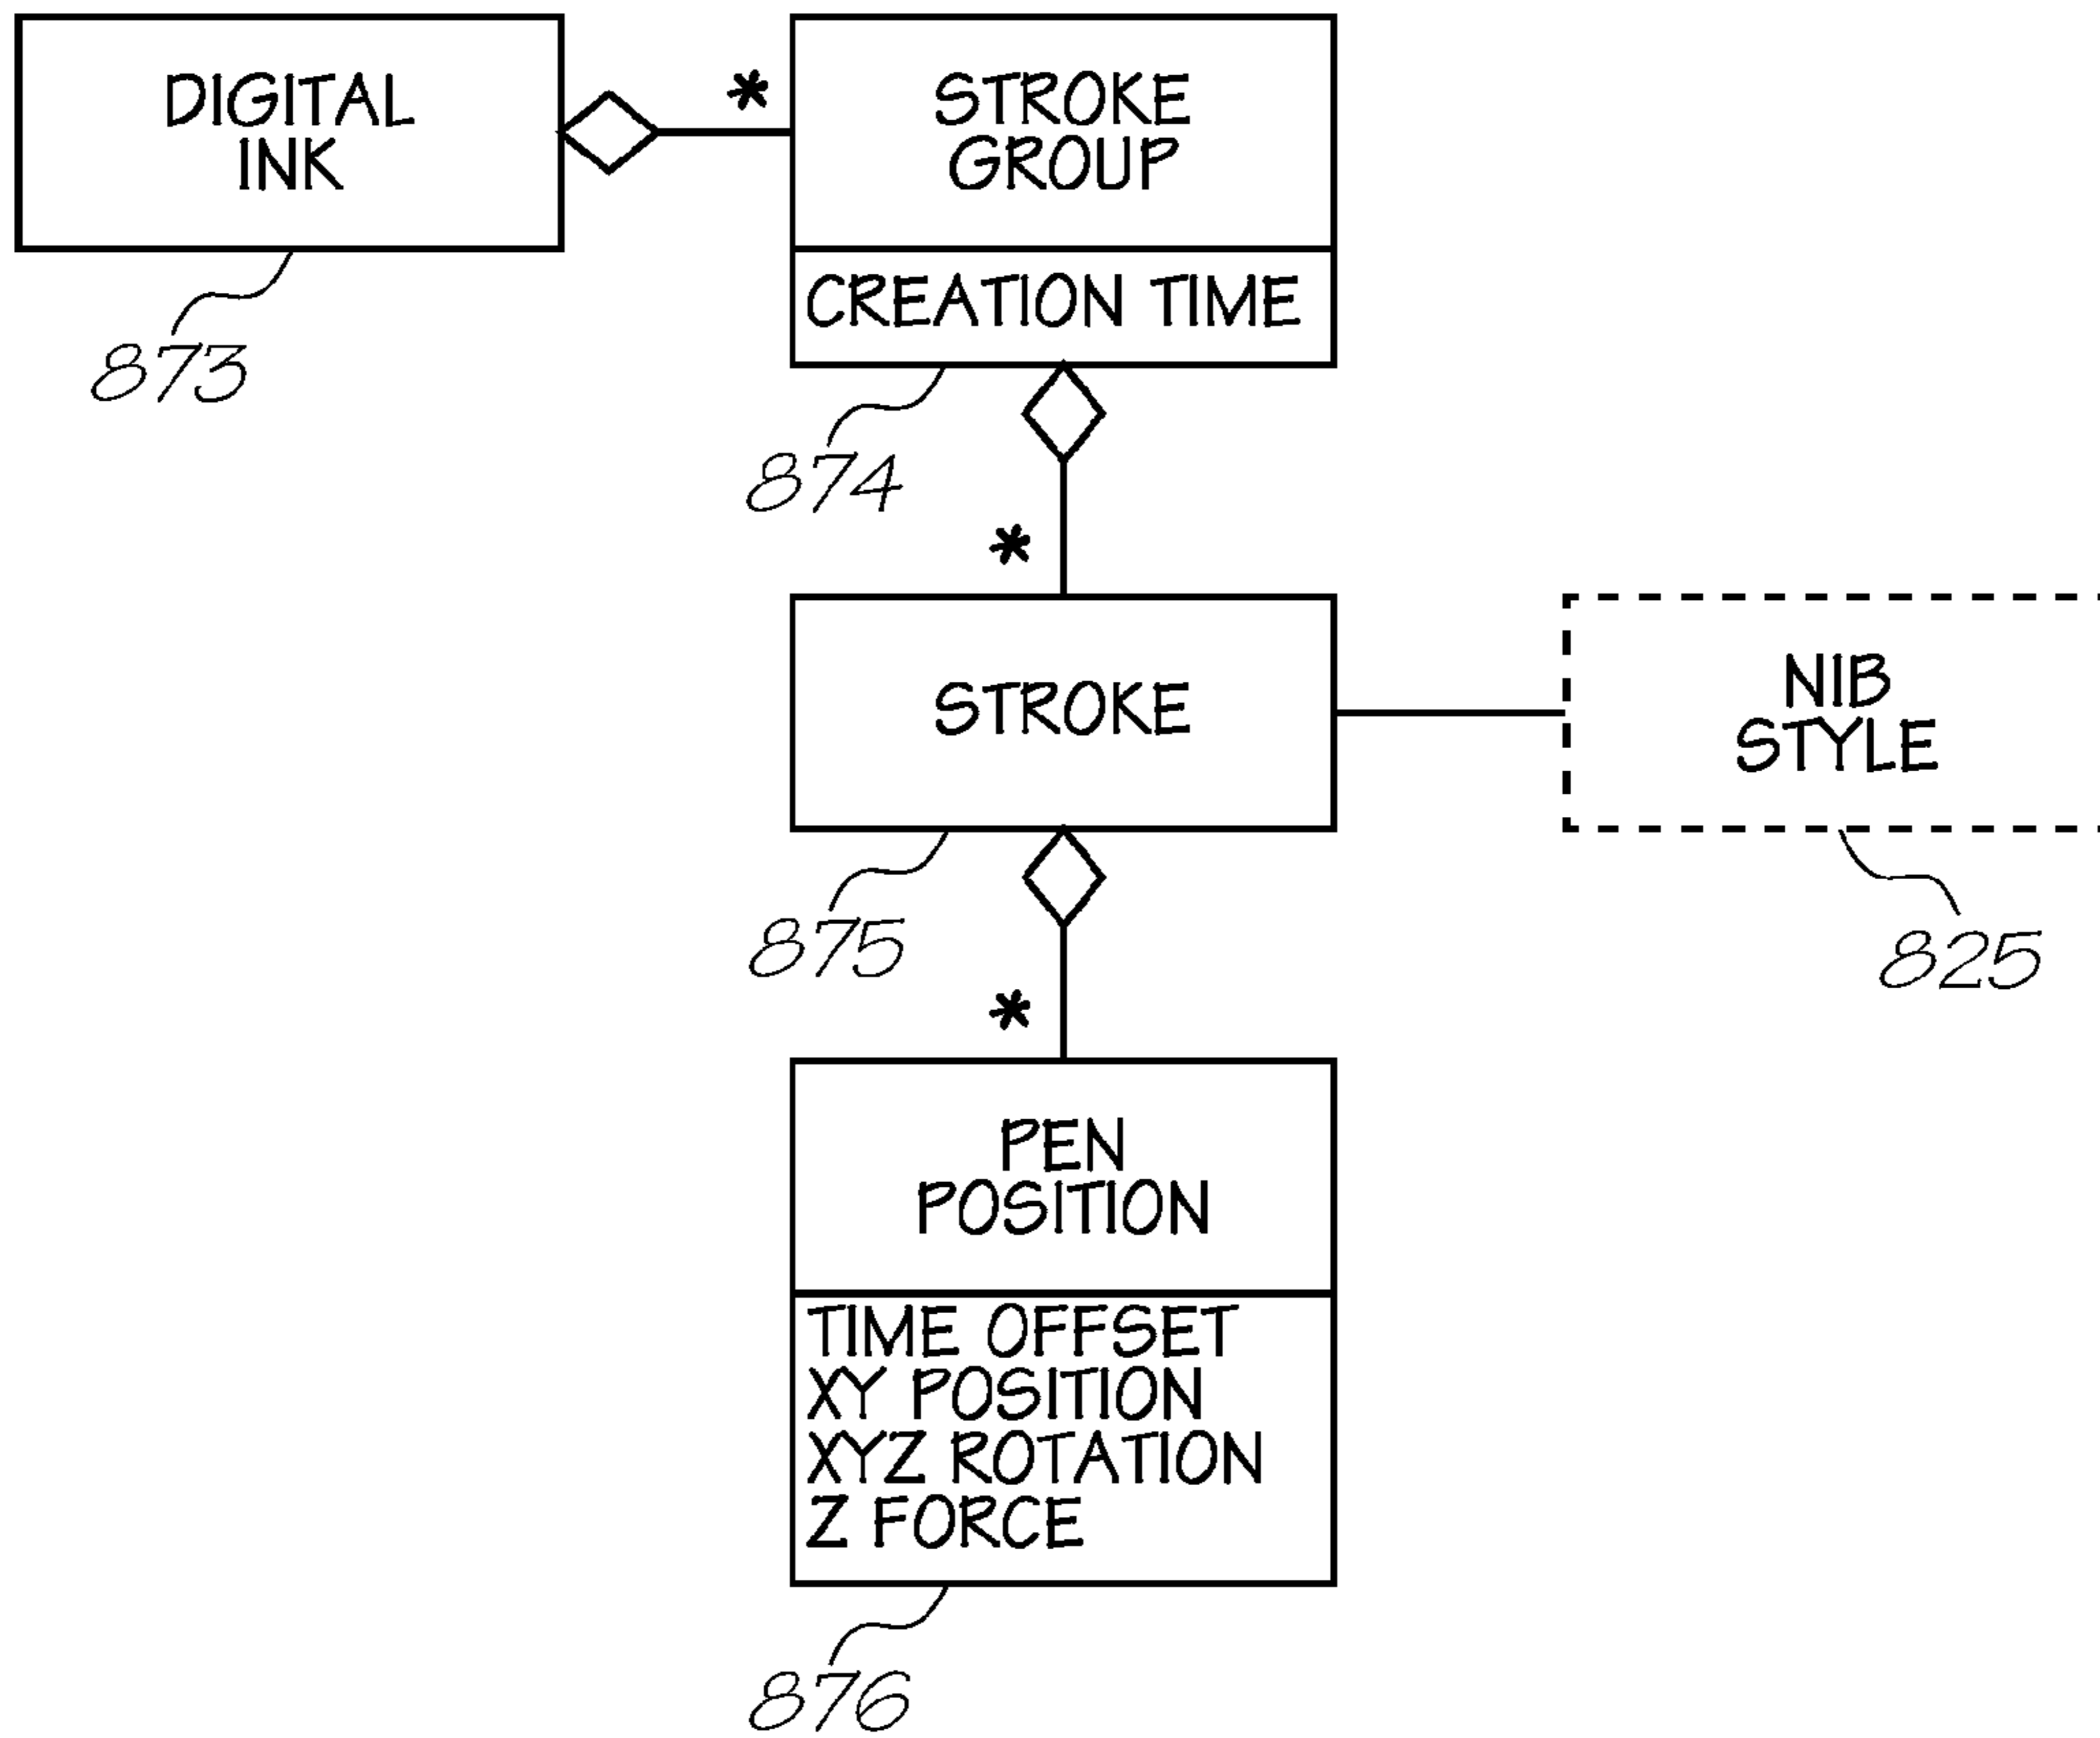 DIGITAL
INK
*
STROKE
GROUP
CREATION TIME
873
874
*
STROKE
NIB
STYLE
875
825
*
PEN
POSITION
TIME OFFSET
XY POSITION
XYZ ROTATION
Z FORCE
876